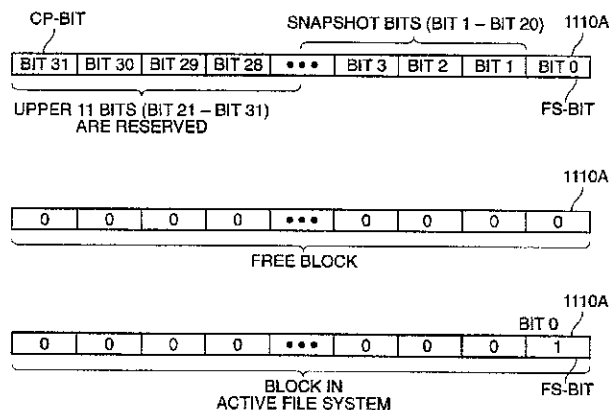 CP-BIT
SNAPSHOT BITS (BIT 1 – BIT 20)
1110A
BIT 31 BIT 30 BIT 29 BIT 28 ••• BIT 3 BIT 2 BIT 1 BIT 0
UPPER 11 BITS (BIT 21 – BIT 31)
ARE RESERVED
FS-BIT
1110A
0 0 0 0 ••• 0 0 0 0
FREE BLOCK
1110A
BIT 0
0 0 0 0 ••• 0 0 0 1
BLOCK IN
ACTIVE FILE SYSTEM
FS-BIT